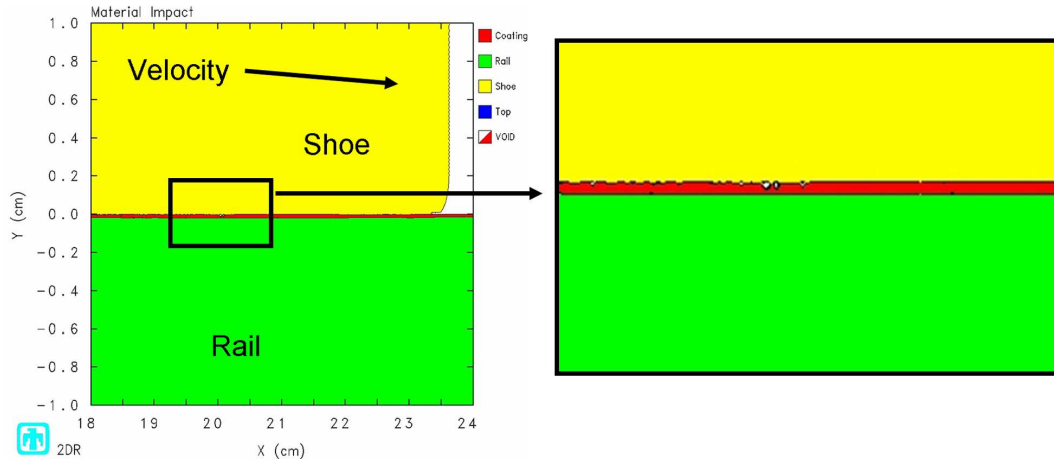 Material Impact
1.0
0.8
0.6
0.4
0.2
0.0
-0.2
-0.4
-0.6
-0.8
-1.0
Y (cm)
Velocity
Shoe
Rail
Coating
Rail
Shoe
Top
VOID
18 19 20 21 22 23 24
2DR X (cm)